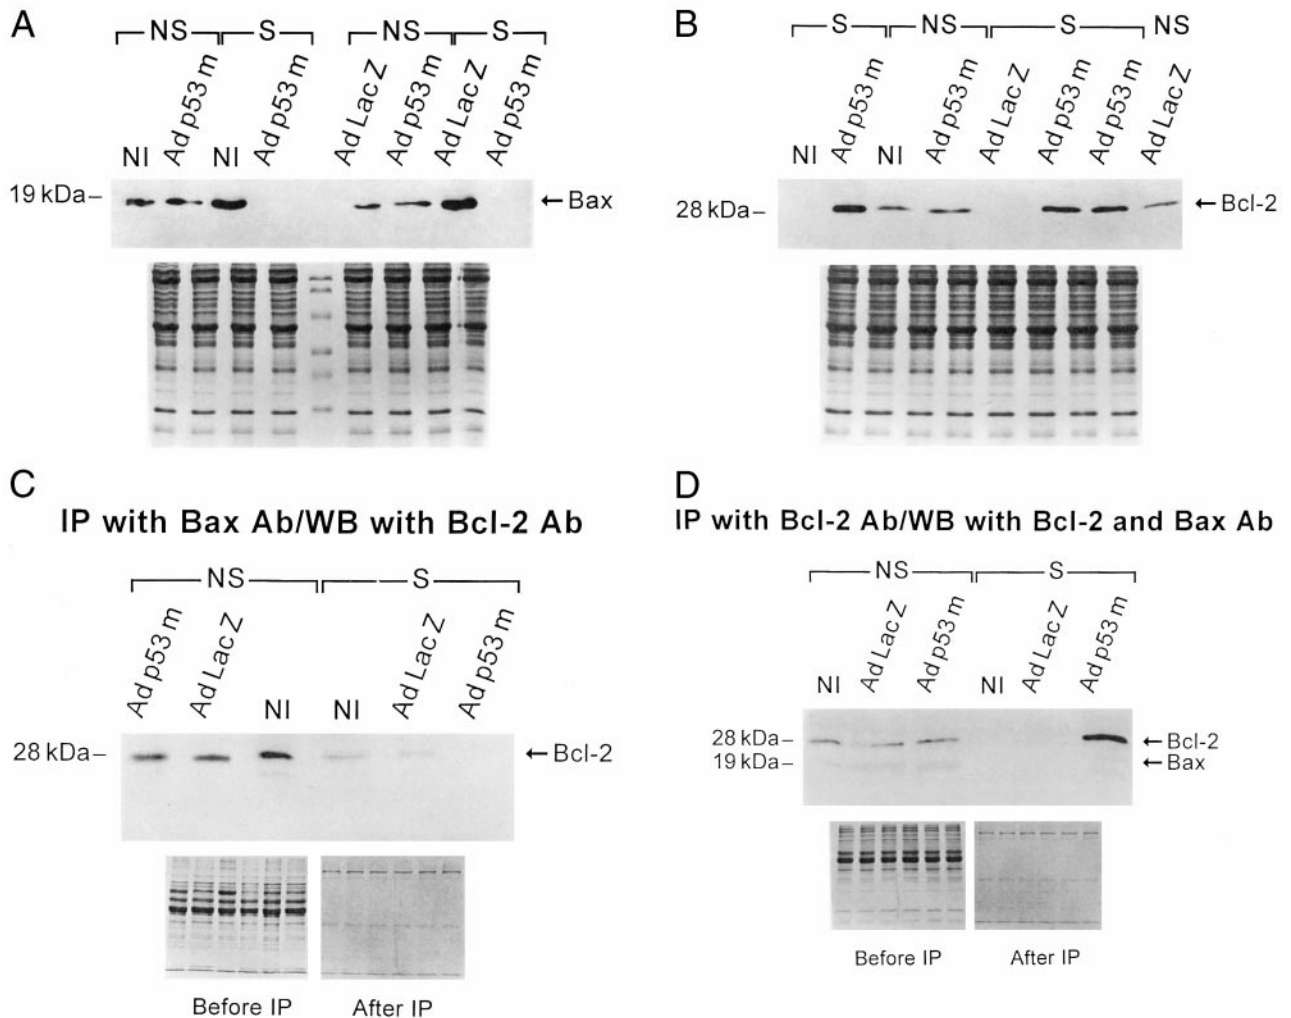 A
NS S NS S
NI Ad p53 m NI Ad p53 m Ad Lac Z Ad p53 m Ad Lac Z Ad p53 m
19 kDa – ← Bax
B
S NS S NS
NI Ad p53 m NI Ad p53 m Ad Lac Z Ad p53 m Ad p53 m Ad Lac Z
28 kDa – ← Bcl-2
C
IP with Bax Ab/WB with Bcl-2 Ab
NS S
Ad p53 m Ad Lac Z NI NI Ad Lac Z Ad p53 m
28 kDa – ← Bcl-2
Before IP After IP
D
IP with Bcl-2 Ab/WB with Bcl-2 and Bax Ab
NS S
NI Ad Lac Z Ad p53 m NI Ad Lac Z Ad p53 m
28 kDa – ← Bcl-2
19 kDa – ← Bax
Before IP After IP